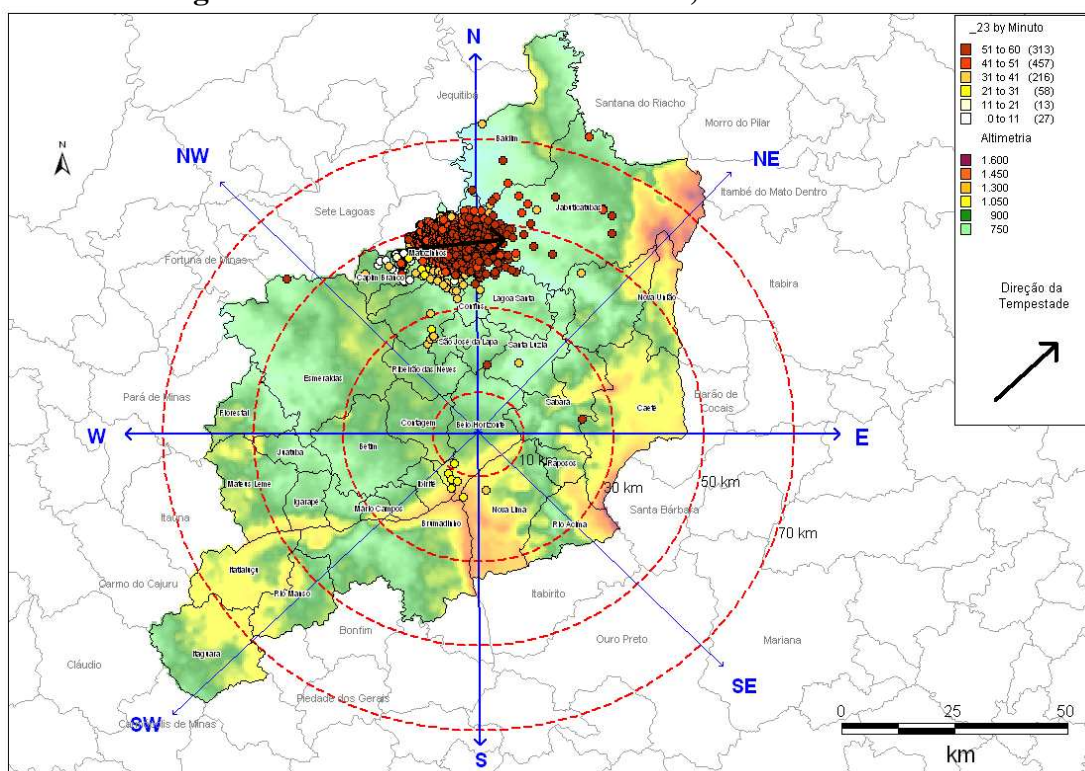 N
_23 by Minuto
51 to 60 (313)
41 to 51 (457)
31 to 41 (216)
21 to 31 (58)
11 to 21 (13)
0 to 11 (27)
Altimetria
1.600
1.450
1.300
1.050
900
750
Direção da
Tempestade
Jequitibá
Santana do Riacho
Morro do Pilar
Baldim
N
NW
NE
Itambé do Mato Dentro
Sete Lagoas
Jaboticatubas
Matozinhos
Fortuna de Minas
Capim Branco
Itabira
Lagoa Santa
Nova União
Confins
São José da Lapa
Santa Luzia
Ribeirão das Neves
Esmeraldas
Pará de Minas
Barão de
Cocais
Florestal
Sabará
Caeté
Contagem
Belo Horizonte
W
E
Juatuba
Betim
10 km
Raposos
Mateus Leme
Ibirité
30 km
50 km
Igarapé
Mário Campos
Nova Lima
Santa Bárbara
Itaúna
Brumadinho
Rio Acima
70 km
Itatiaiuçu
Carmo do Cajuru
Rio Manso
Itabirito
Bonfim
Ouro Preto
Mariana
Itaguara
Cláudio
SE
Piedade dos Gerais
SW
S
0 25 50
km